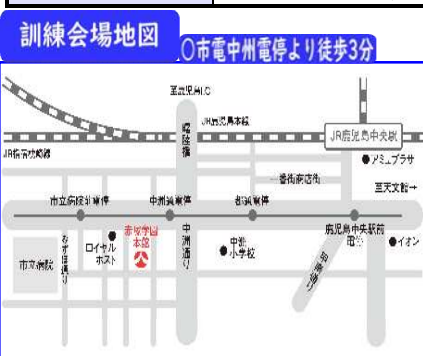 訓練会場地図
○市電中州電停より徒歩3分
至鹿児島I.C
JR鹿児島本線
JR指宿枕崎線
曙陸橋
JR鹿児島中央駅
アミュプラザ
一番街商店街
至天文館→
市立病院前電停
中洲通電停
都通電停
鹿児島中央駅前
電停
イオン
赤塚学園
本館
ロイヤル
ホスト
中洲通り
中洲
小学校
市立病院